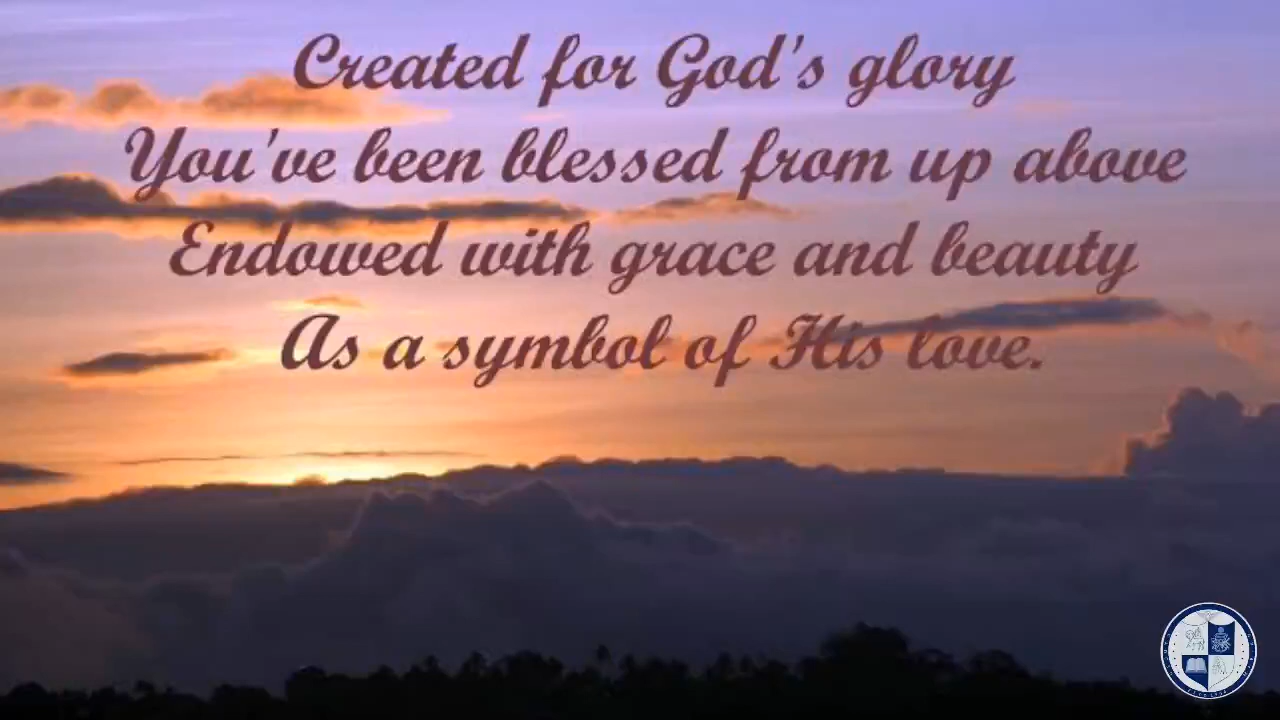 Created for God's glory
You've been blessed from up above
Endowed with grace and beauty
As a symbol of His love.